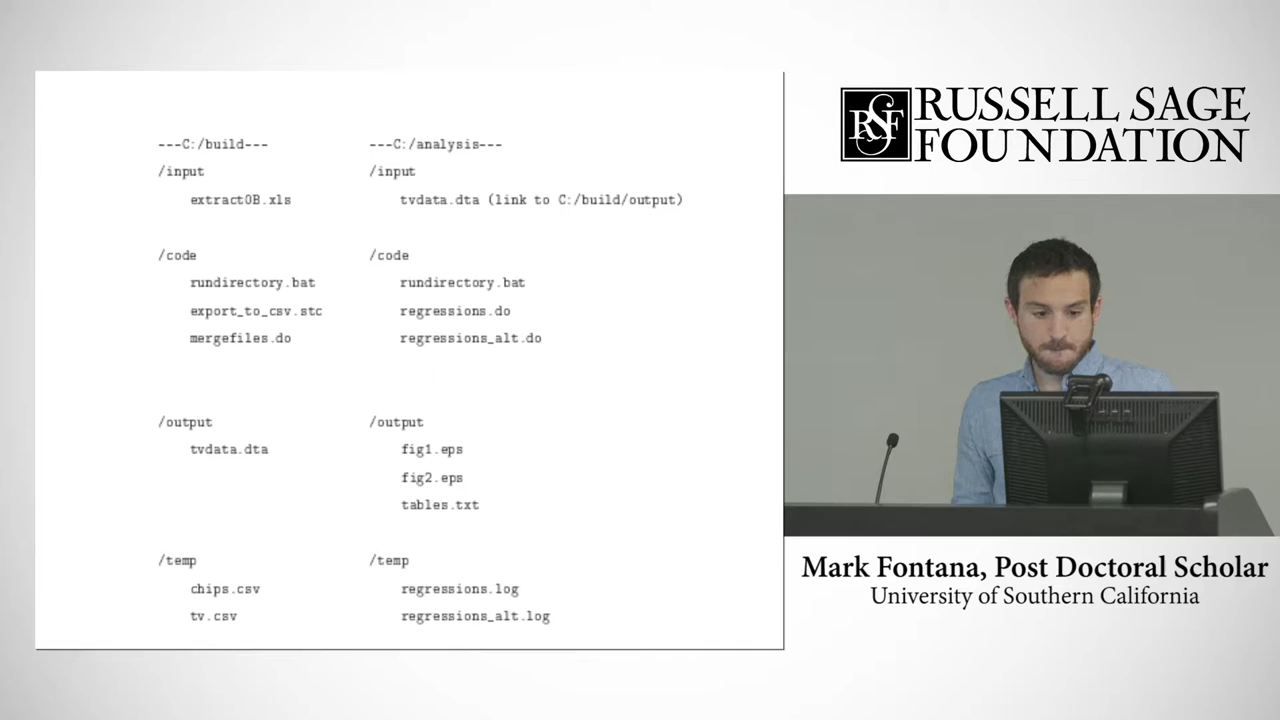 ---C:/build---
/input
extract0B.xls
/code
rundirectory.bat
export_to_csv.stc
mergefiles.do
/output
tvdata.dta
/temp
chips.csv
tv.csv
---C:/analysis---
/input
tvdata.dta (link to C:/build/output)
/code
rundirectory.bat
regressions.do
regressions_alt.do
/output
fig1.eps
fig2.eps
tables.txt
/temp
regressions.log
regressions_alt.log
RSF
RUSSELL SAGE
FOUNDATION
Mark Fontana, Post Doctoral Scholar
University of Southern California